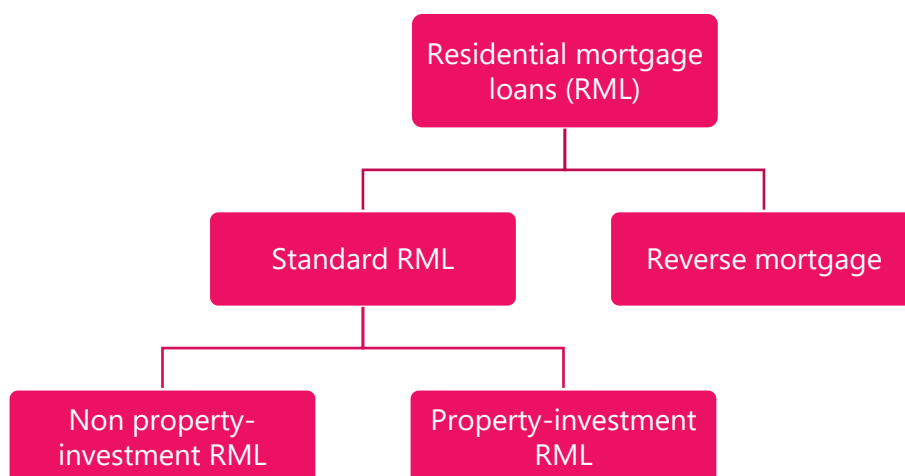 Residential mortgage
loans (RML)
Standard RML
Reverse mortgage
Non property-
investment RML
Property-investment
RML